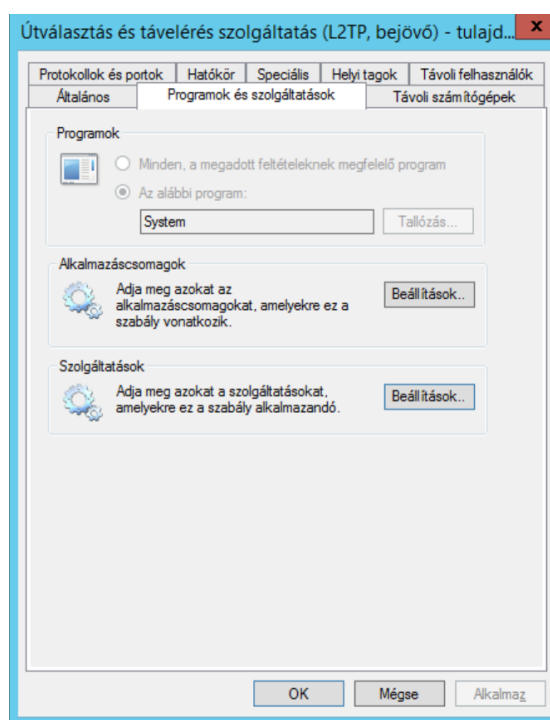 Útválasztás és távelérés szolgáltatás (L2TP, bejövő) - tulajd... x
Protokollok és portok Hatókör Speciális Helyi tagok Távoli felhasználók
Általános Programok és szolgáltatások Távoli számítógépek
Programok
Minden, a megadott feltételeknek megfelelő program
Az alábbi program:
System Tallózás...
Alkalmazáscsomagok
Adja meg azokat az
alkalmazáscsomagokat, amelyekre ez a
szabály vonatkozik.
Beállítások..
Szolgáltatások
Adja meg azokat a szolgáltatásokat,
amelyekre ez a szabály alkalmazandó.
Beállítások..
OK Mégse Alkalmaz